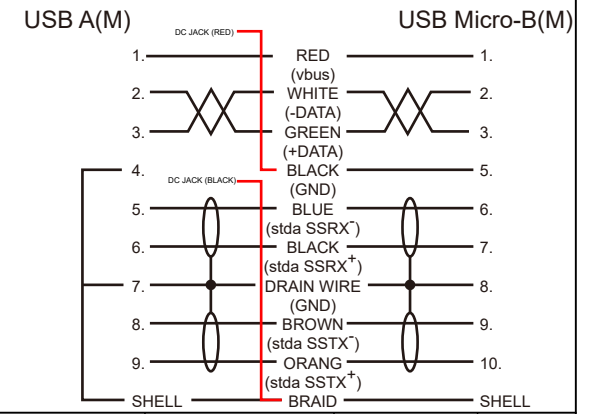 USB A(M) USB Micro-B(M)
DC JACK (RED)
1. RED 1.
(vbus)
2. WHITE 2.
(-DATA)
3. GREEN 3.
(+DATA)
4. BLACK 5.
DC JACK (BLACK) (GND)
5. BLUE 6.
(stda SSRX-)
6. BLACK 7.
(stda SSRX+)
7. DRAIN WIRE 8.
(GND)
8. BROWN 9.
(stda SSTX-)
9. ORANG 10.
(stda SSTX+)
SHELL BRAID SHELL